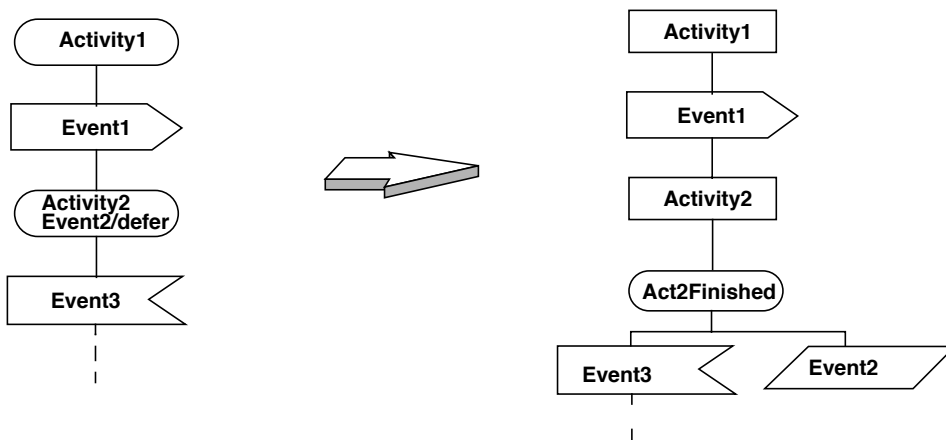 Activity1
Event1
Activity2
Event2/defer
Event3
Activity1
Event1
Activity2
Act2Finished
Event3
Event2